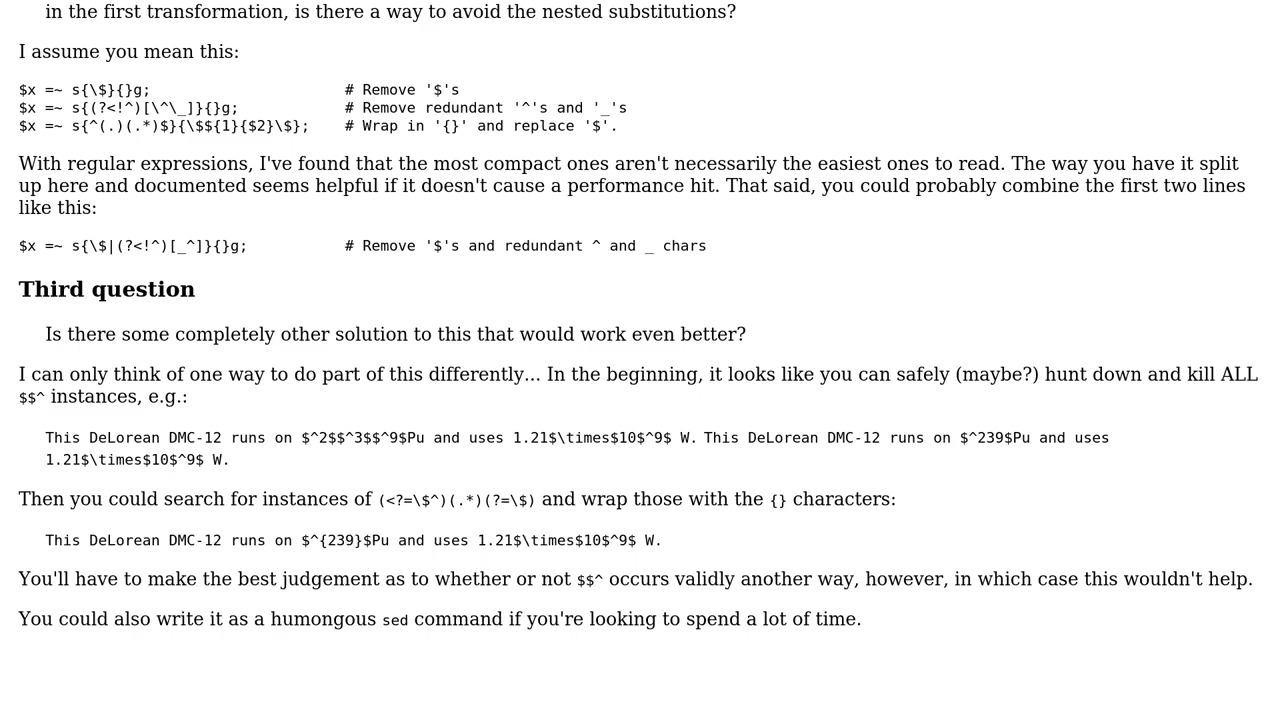 in the first transformation, is there a way to avoid the nested substitutions?
I assume you mean this:
$x =~ s{\$}{}g;                      # Remove '$'s
$x =~ s{(?<!^)[\^\_]}{}g;            # Remove redundant '^'s and '_'s
$x =~ s{^(.)(.*)$}{\$${1}{$2}\$};    # Wrap in '{}' and replace '$'.
With regular expressions, I've found that the most compact ones aren't necessarily the easiest ones to read. The way you have it split
up here and documented seems helpful if it doesn't cause a performance hit. That said, you could probably combine the first two lines
like this:
$x =~ s{\$|(?<!^)[_^]}{}g;           # Remove '$'s and redundant ^ and _ chars
Third question
Is there some completely other solution to this that would work even better?
I can only think of one way to do part of this differently... In the beginning, it looks like you can safely (maybe?) hunt down and kill ALL
$$^ instances, e.g.:
This DeLorean DMC-12 runs on $^2$$^3$$^9$Pu and uses 1.21$\times$10$^9$ W. This DeLorean DMC-12 runs on $^239$Pu and uses
1.21$\times$10$^9$ W.
Then you could search for instances of (<?=\$^)(.*)(?=\$) and wrap those with the {} characters:
This DeLorean DMC-12 runs on $^{239}$Pu and uses 1.21$\times$10$^9$ W.
You'll have to make the best judgement as to whether or not $$^ occurs validly another way, however, in which case this wouldn't help.
You could also write it as a humongous sed command if you're looking to spend a lot of time.